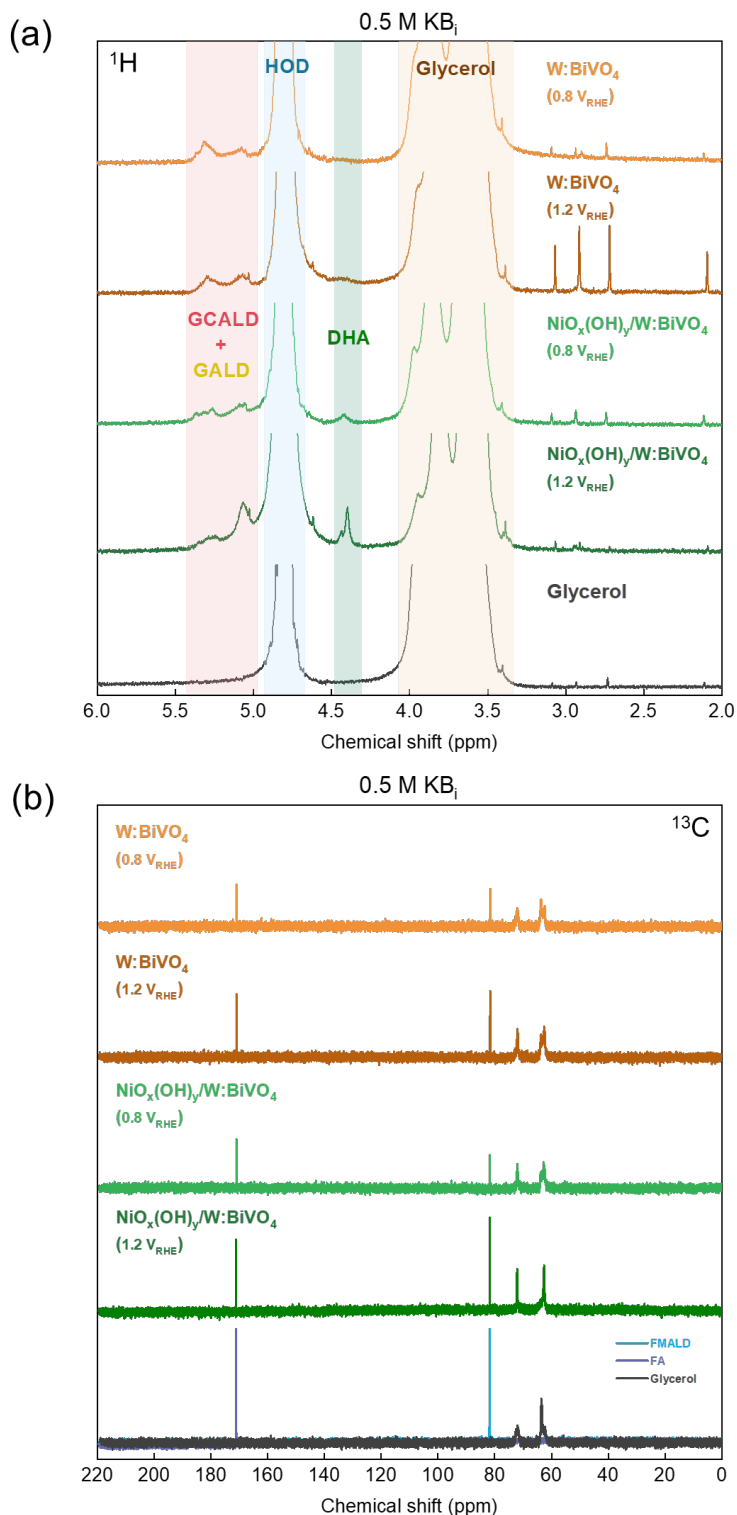 (a)
0.5 M KBi
1H
HOD
Glycerol
W:BiVO4
(0.8 VRHE)
W:BiVO4
(1.2 VRHE)
GCALD
+
GALD
DHA
NiOx(OH)y/W:BiVO4
(0.8 VRHE)
NiOx(OH)y/W:BiVO4
(1.2 VRHE)
Glycerol
6.0 5.5 5.0 4.5 4.0 3.5 3.0 2.5 2.0
Chemical shift (ppm)
(b)
0.5 M KBi
13C
W:BiVO4
(0.8 VRHE)
W:BiVO4
(1.2 VRHE)
NiOx(OH)y/W:BiVO4
(0.8 VRHE)
NiOx(OH)y/W:BiVO4
(1.2 VRHE)
FMALD
FA
Glycerol
220 200 180 160 140 120 100 80 60 40 20 0
Chemical shift (ppm)